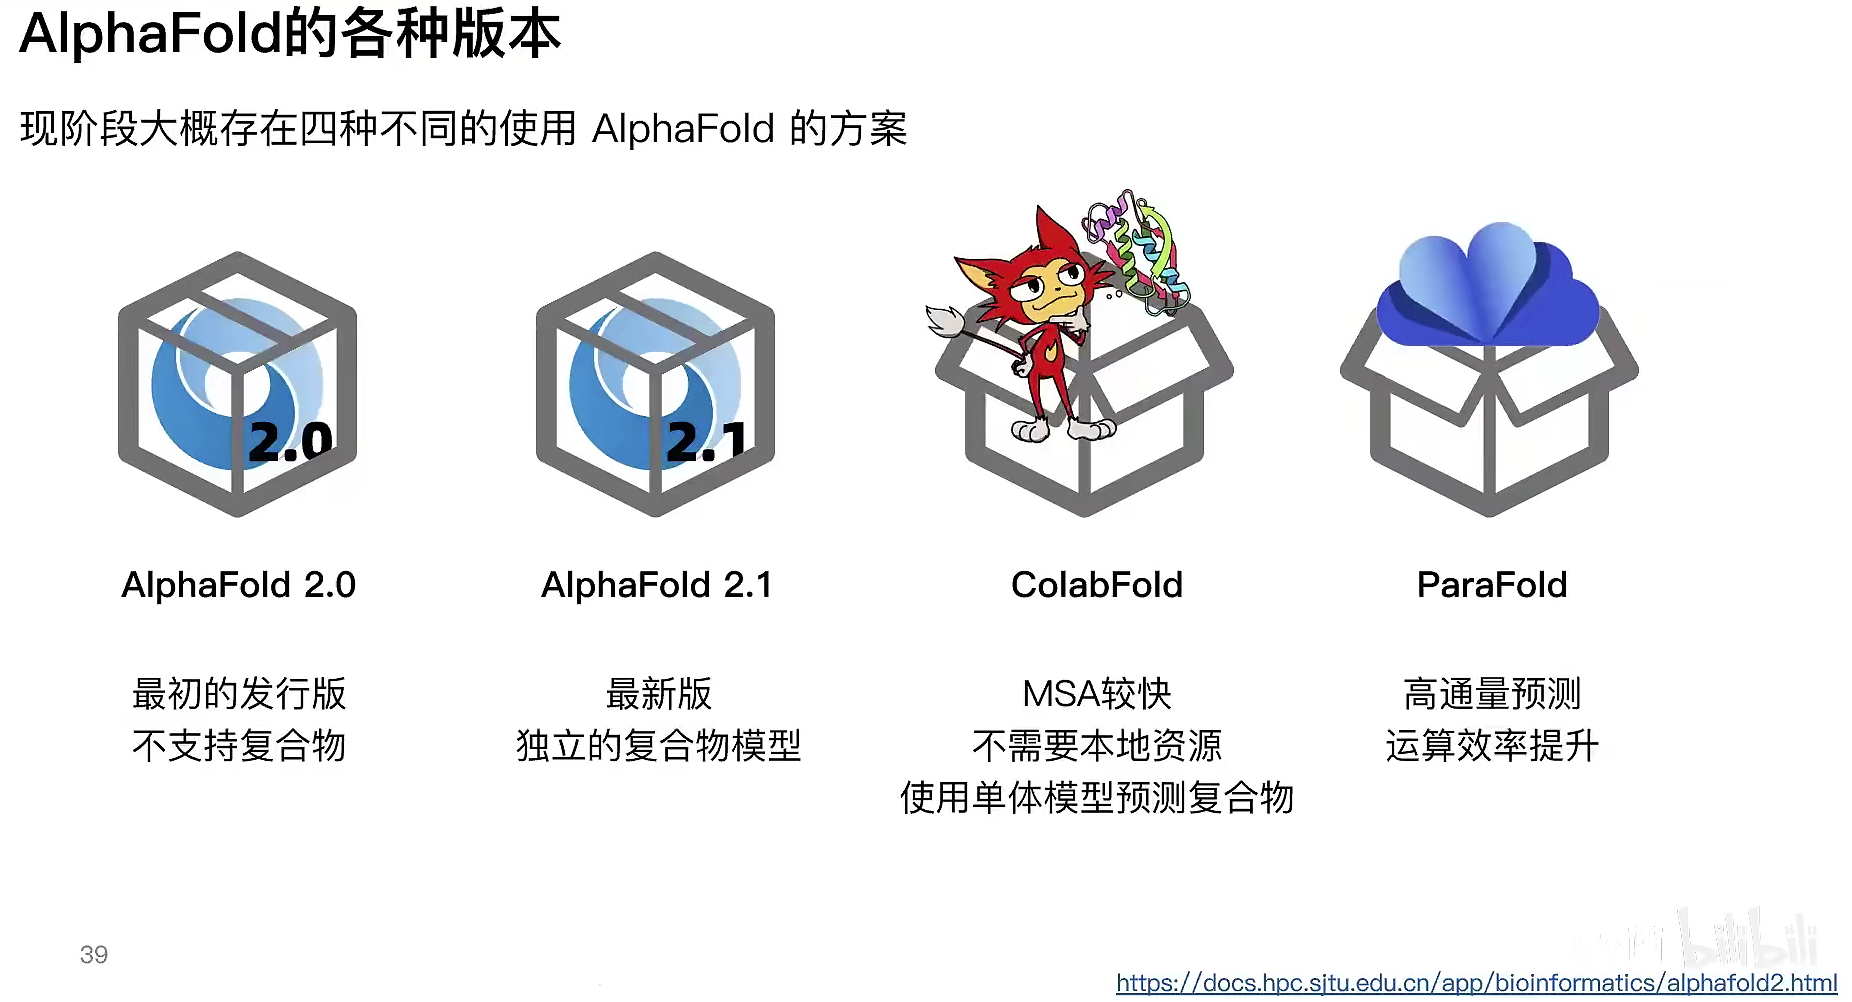 AlphaFold的各种版本
现阶段大概存在四种不同的使用 AlphaFold 的方案
2.0
2.1
AlphaFold 2.0
AlphaFold 2.1
ColabFold
ParaFold
最初的发行版
不支持复合物
最新版
独立的复合物模型
MSA较快
不需要本地资源
使用单体模型预测复合物
高通量预测
运算效率提升
39
bilibili
https://docs.hpc.sjtu.edu.cn/app/bioinformatics/alphafold2.html